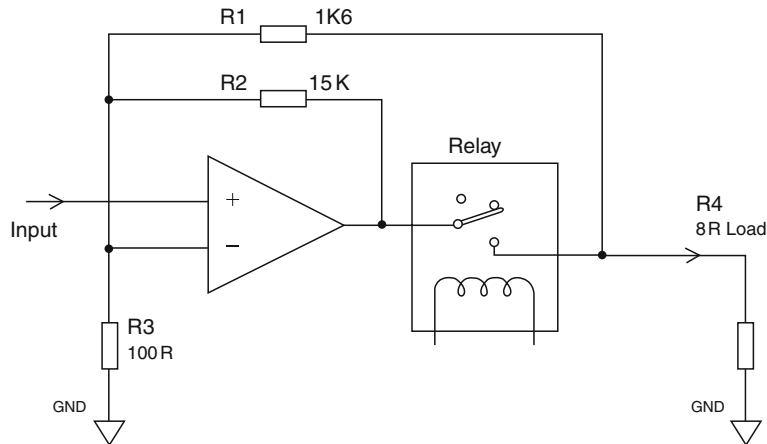 R1 1K6
R2 15K
Relay
Input
+
−
R4
8R Load
R3
100R
GND
GND